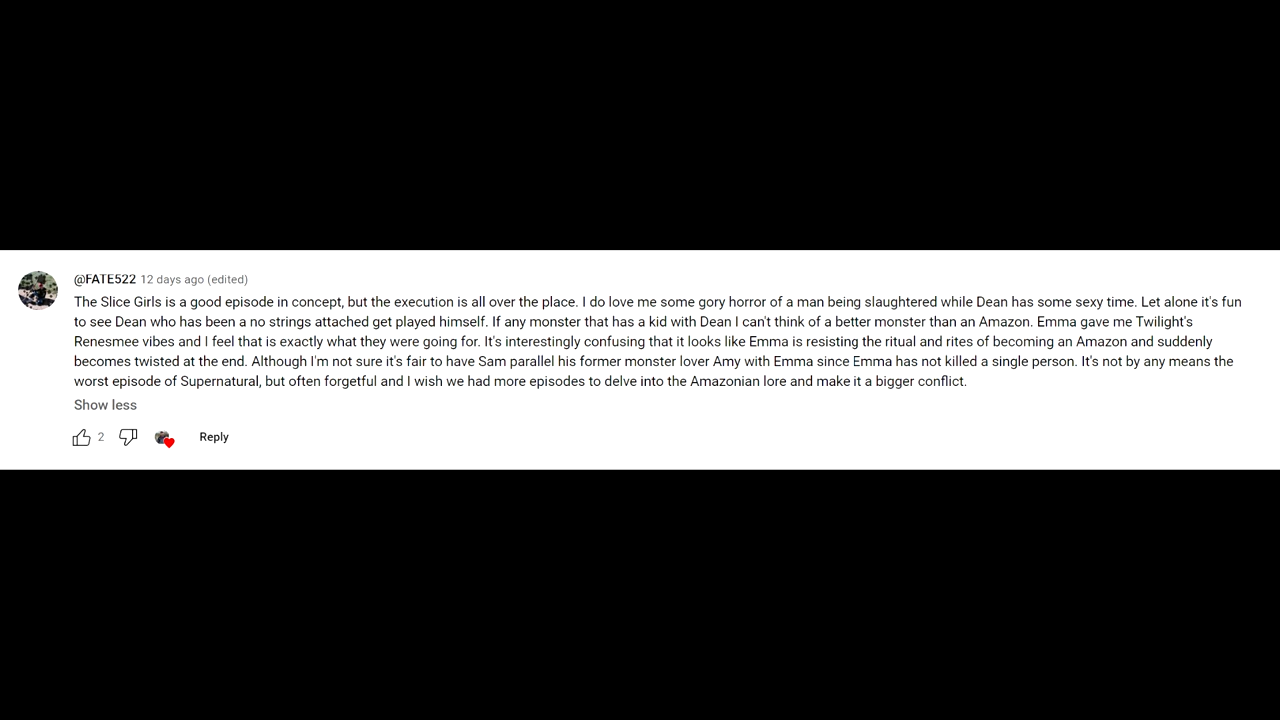 @FATE522 12 days ago (edited)
The Slice Girls is a good episode in concept, but the execution is all over the place. I do love me some gory horror of a man being slaughtered while Dean has some sexy time. Let alone it's fun
to see Dean who has been a no strings attached get played himself. If any monster that has a kid with Dean I can't think of a better monster than an Amazon. Emma gave me Twilight's
Renesmee vibes and I feel that is exactly what they were going for. It's interestingly confusing that it looks like Emma is resisting the ritual and rites of becoming an Amazon and suddenly
becomes twisted at the end. Although I'm not sure it's fair to have Sam parallel his former monster lover Amy with Emma since Emma has not killed a single person. It's not by any means the
worst episode of Supernatural, but often forgetful and I wish we had more episodes to delve into the Amazonian lore and make it a bigger conflict.
Show less
2 Reply